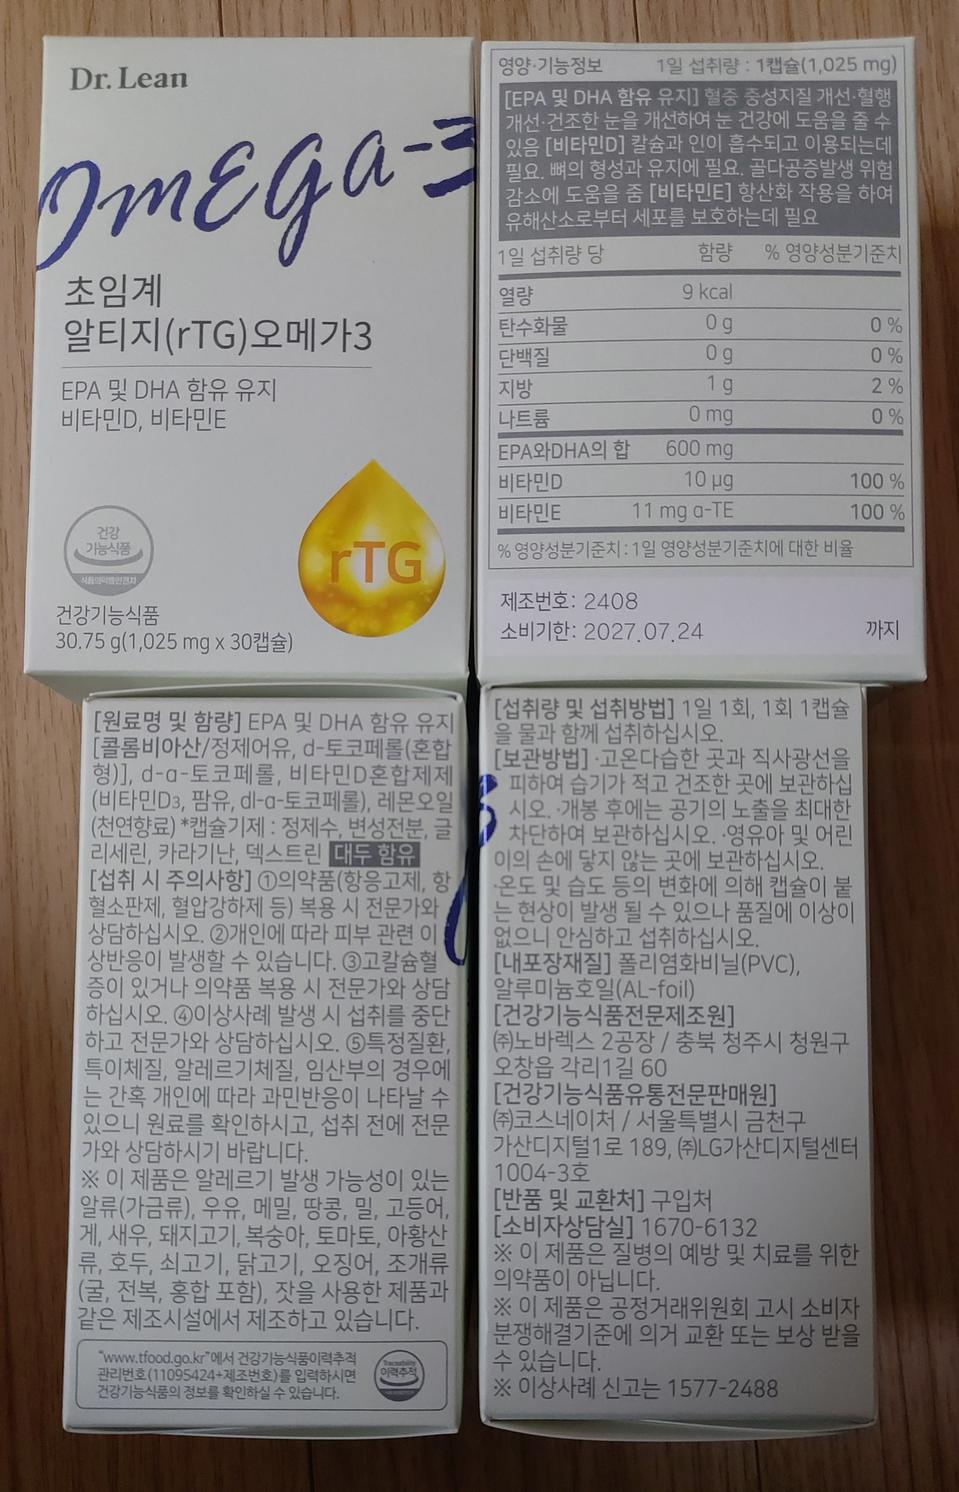 Dr. Lean
Omega-3
초임계
알티지(rTG)오메가3
EPA 및 DHA 함유 유지
비타민D, 비타민E
rTG
건강
기능식품
식품의약품안전처
건강기능식품
30.75 g(1,025 mg x 30캡슐)
영양·기능정보 1일 섭취량 : 1캡슐(1,025 mg)
[EPA 및 DHA 함유 유지] 혈중 중성지질 개선·혈행
개선·건조한 눈을 개선하여 눈 건강에 도움을 줄 수
있음 [비타민D] 칼슘과 인이 흡수되고 이용되는데
필요. 뼈의 형성과 유지에 필요. 골다공증발생 위험
감소에 도움을 줌 [비타민E] 항산화 작용을 하여
유해산소로부터 세포를 보호하는데 필요
1일 섭취량 당 함량 % 영양성분기준치
열량 9 kcal
탄수화물 0 g 0 %
단백질 0 g 0 %
지방 1 g 2 %
나트륨 0 mg 0 %
EPA와DHA의 합 600 mg
비타민D 10 µg 100 %
비타민E 11 mg α-TE 100 %
% 영양성분기준치 : 1일 영양성분기준치에 대한 비율
제조번호: 2408
소비기한: 2027.07.24 까지
[원료명 및 함량] EPA 및 DHA 함유 유지
[콜롬비아산/정제어유, d-토코페롤(혼합
형)], d-α-토코페롤, 비타민D혼합제제
(비타민D3, 팜유, dl-α-토코페롤), 레몬오일
(천연향료) *캡슐기제 : 정제수, 변성전분, 글
리세린, 카라기난, 덱스트린 대두 함유
[섭취 시 주의사항] ①의약품(항응고제, 항
혈소판제, 혈압강하제 등) 복용 시 전문가와
상담하십시오. ②개인에 따라 피부 관련 이
상반응이 발생할 수 있습니다. ③고칼슘혈
증이 있거나 의약품 복용 시 전문가와 상담
하십시오. ④이상사례 발생 시 섭취를 중단
하고 전문가와 상담하십시오. ⑤특정질환,
특이체질, 알레르기체질, 임산부의 경우에
는 간혹 개인에 따라 과민반응이 나타날 수
있으니 원료를 확인하시고, 섭취 전에 전문
가와 상담하시기 바랍니다.
※ 이 제품은 알레르기 발생 가능성이 있는
알류(가금류), 우유, 메밀, 땅콩, 밀, 고등어,
게, 새우, 돼지고기, 복숭아, 토마토, 아황산
류, 호두, 쇠고기, 닭고기, 오징어, 조개류
(굴, 전복, 홍합 포함), 잣을 사용한 제품과
같은 제조시설에서 제조하고 있습니다.
"www.tfood.go.kr"에서 건강기능식품이력추적
관리번호(11095424+제조번호)를 입력하시면
건강기능식품의 정보를 확인하실 수 있습니다.
Traceability
이력추적
[섭취량 및 섭취방법] 1일 1회, 1회 1캡슐
을 물과 함께 섭취하십시오.
[보관방법] ·고온다습한 곳과 직사광선을
피하여 습기가 적고 건조한 곳에 보관하십
시오. ·개봉 후에는 공기의 노출을 최대한
차단하여 보관하십시오. ·영유아 및 어린
이의 손에 닿지 않는 곳에 보관하십시오.
·온도 및 습도 등의 변화에 의해 캡슐이 붙
는 현상이 발생 될 수 있으나 품질에 이상이
없으니 안심하고 섭취하십시오.
[내포장재질] 폴리염화비닐(PVC),
알루미늄호일(AL-foil)
[건강기능식품전문제조원]
㈜노바렉스 2공장 / 충북 청주시 청원구
오창읍 각리1길 60
[건강기능식품유통전문판매원]
㈜코스네이처 / 서울특별시 금천구
가산디지털1로 189, ㈜LG가산디지털센터
1004-3호
[반품 및 교환처] 구입처
[소비자상담실] 1670-6132
※ 이 제품은 질병의 예방 및 치료를 위한
의약품이 아닙니다.
※ 이 제품은 공정거래위원회 고시 소비자
분쟁해결기준에 의거 교환 또는 보상 받을
수 있습니다.
※ 이상사례 신고는 1577-2488